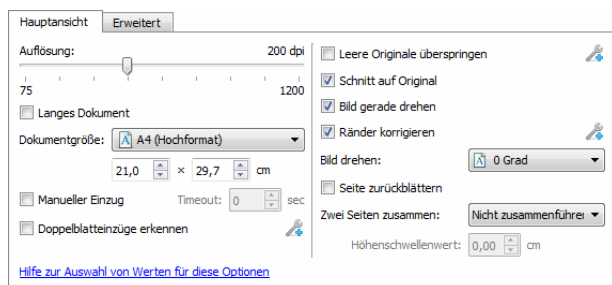 Hauptansicht Erweitert
Auflösung: 200 dpi
75 1200
Langes Dokument
Dokumentgröße: A4 (Hochformat)
21,0 × 29,7 cm
Manueller Einzug Timeout: 0 sec
Doppelblatteinzüge erkennen
Hilfe zur Auswahl von Werten für diese Optionen
Leere Originale überspringen
Schnitt auf Original
Bild gerade drehen
Ränder korrigieren
Bild drehen: 0 Grad
Seite zurückblättern
Zwei Seiten zusammen: Nicht zusammenführei
Höhenschwellenwert: 0,00 cm